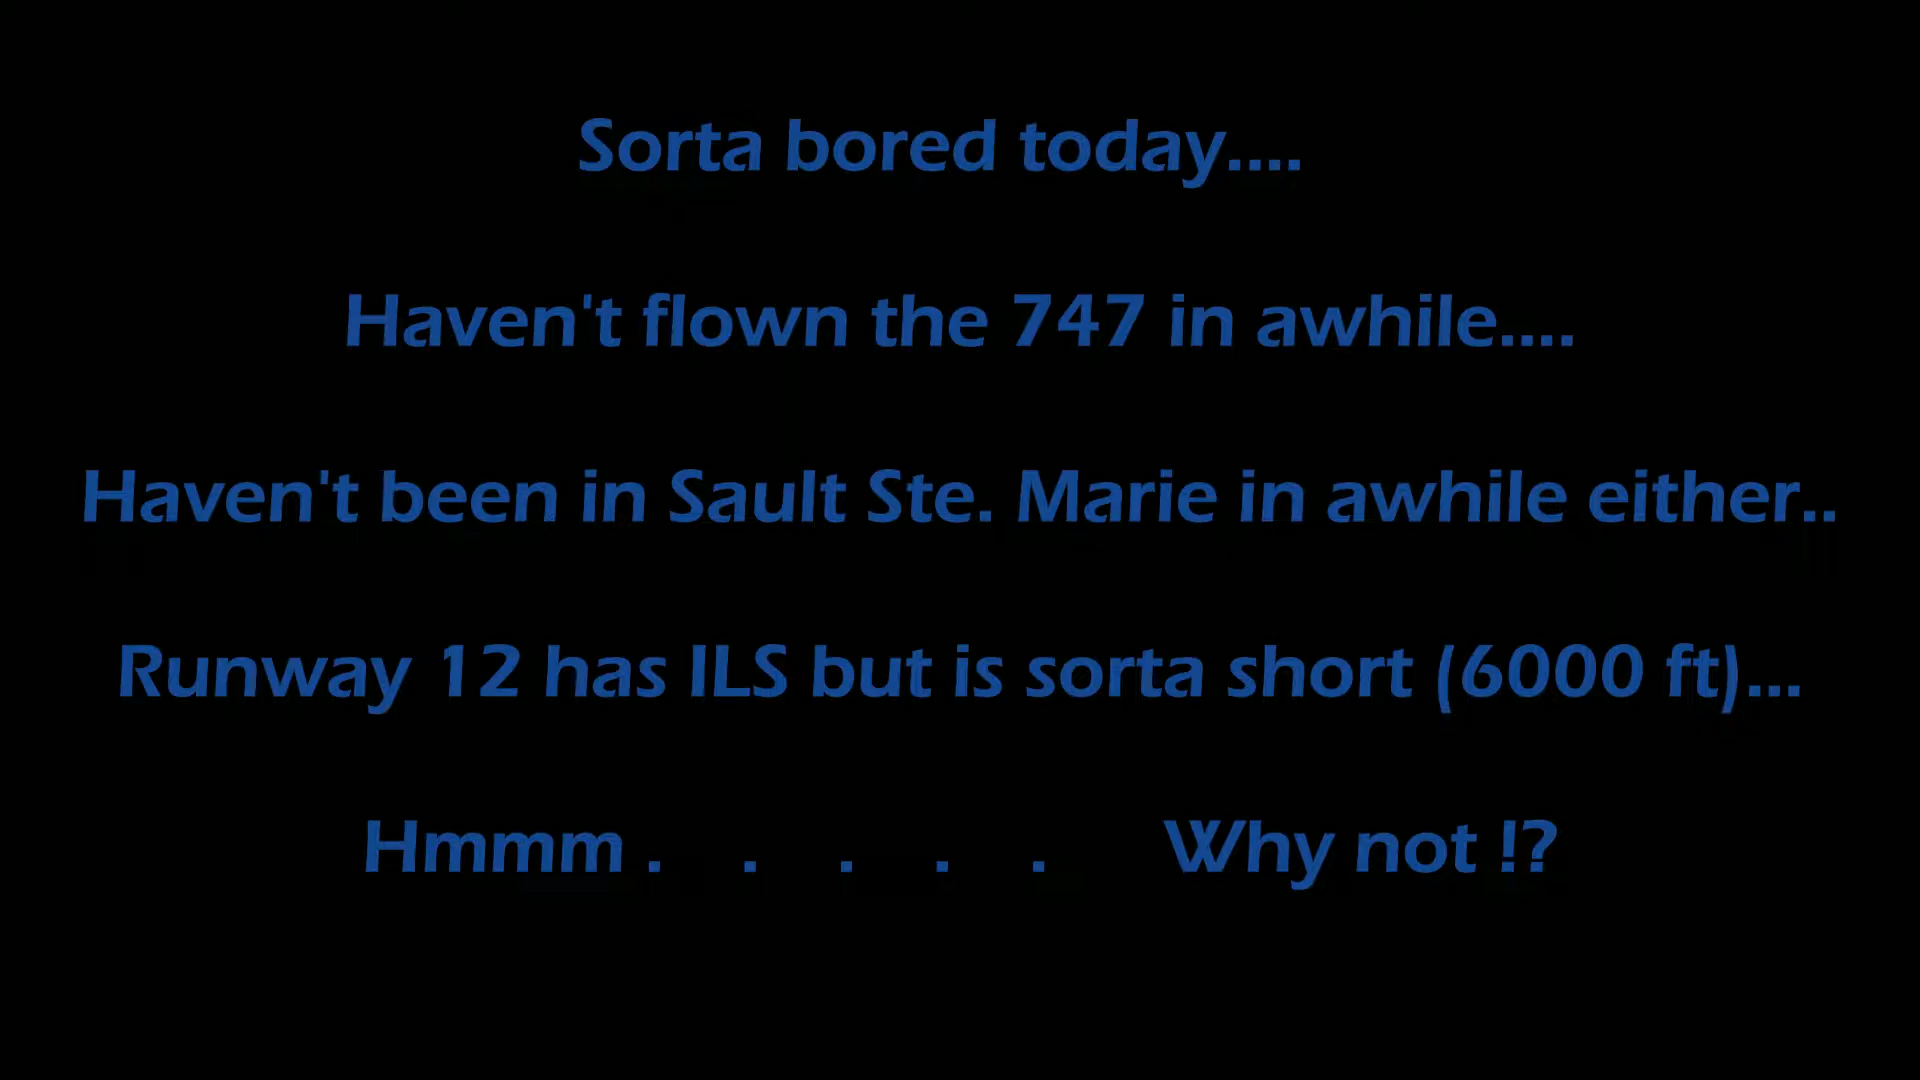 Sorta bored today....
Haven't flown the 747 in awhile....
Haven't been in Sault Ste. Marie in awhile either..
Runway 12 has ILS but is sorta short (6000 ft)...
Hmmm . . . . . Why not !?